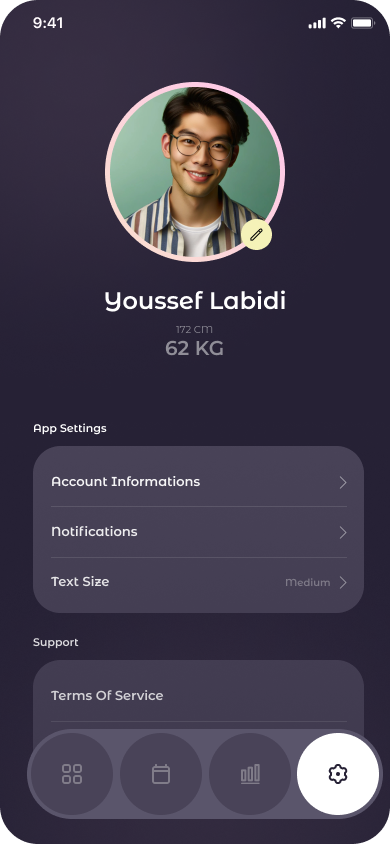 9:41
Youssef Labidi
172 CM
62 KG
App Settings
Account Informations
Notifications
Text Size Medium
Support
Terms Of Service